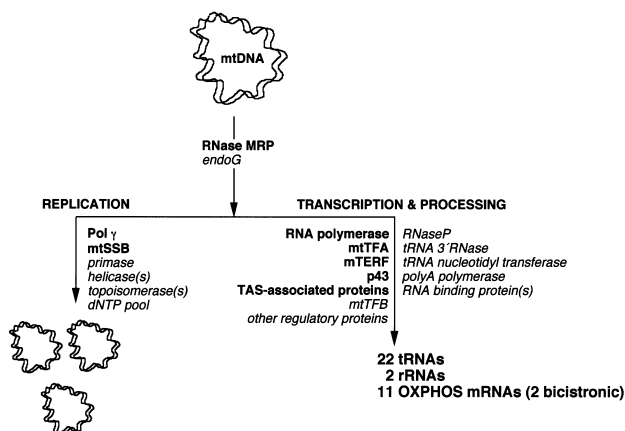 mtDNA
RNase MRP
endoG
REPLICATION
TRANSCRIPTION & PROCESSING
Pol γ
mtSSB
primase
helicase(s)
topoisomerase(s)
dNTP pool
RNA polymerase
mtTFA
mTERF
p43
TAS-associated proteins
mtTFB
other regulatory proteins
RNaseP
tRNA 3´RNase
tRNA nucleotidyl transferase
polyA polymerase
RNA binding protein(s)
22 tRNAs
2 rRNAs
11 OXPHOS mRNAs (2 bicistronic)